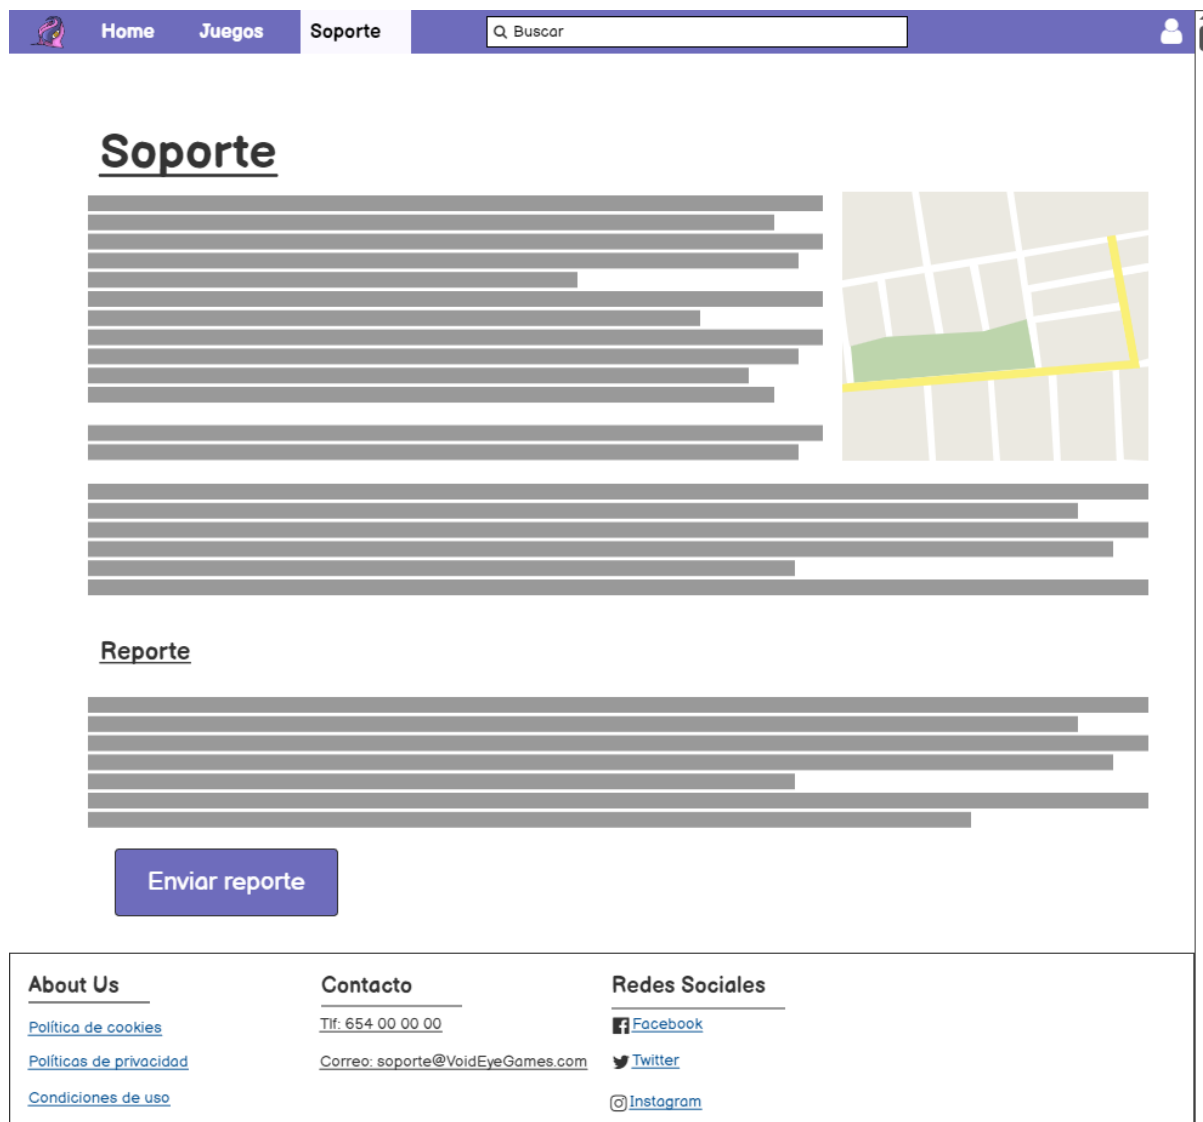 Home Juegos Soporte Buscar
Soporte
Reporte
Enviar reporte
About Us Contacto Redes Sociales
Política de cookies Tlf: 654 00 00 00 Facebook
Políticas de privacidad Correo: soporte@VoidEyeGames.com Twitter
Condiciones de uso Instagram